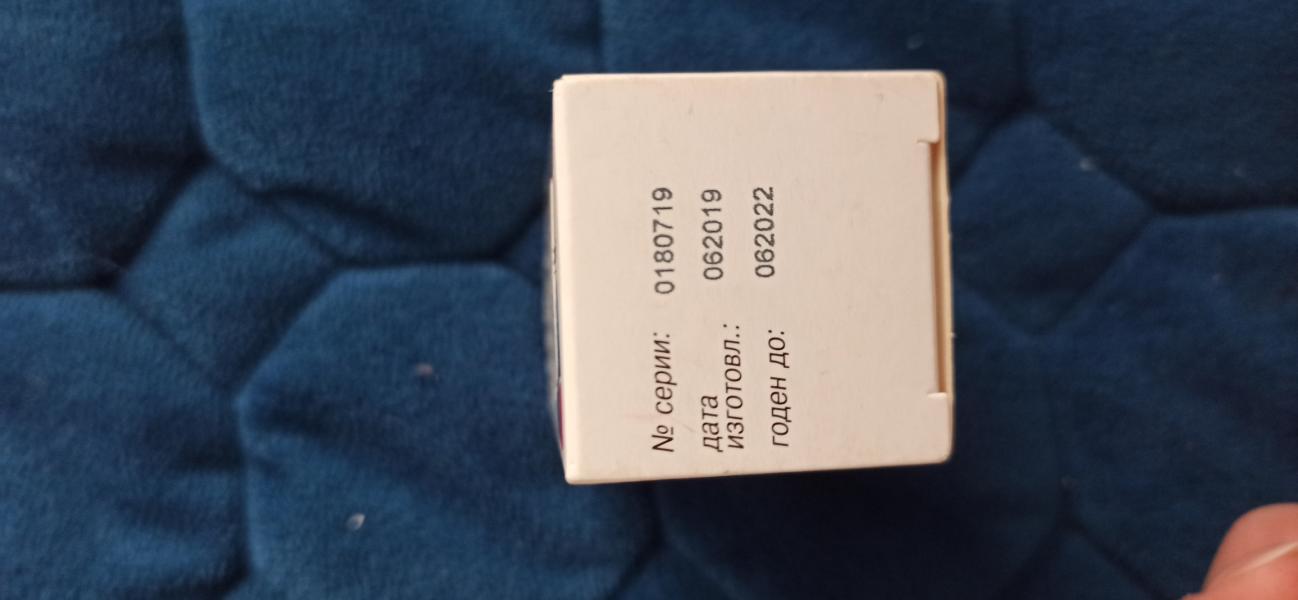 № серии: 0180719
дата
изготовл.: 062019
годен до: 062022